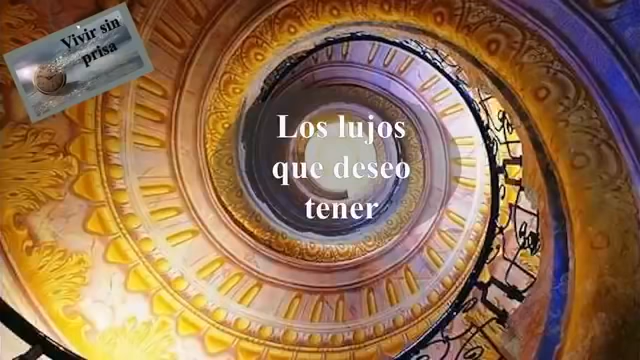 Vivir sin
prisa
Los lujos
que deseo
tener